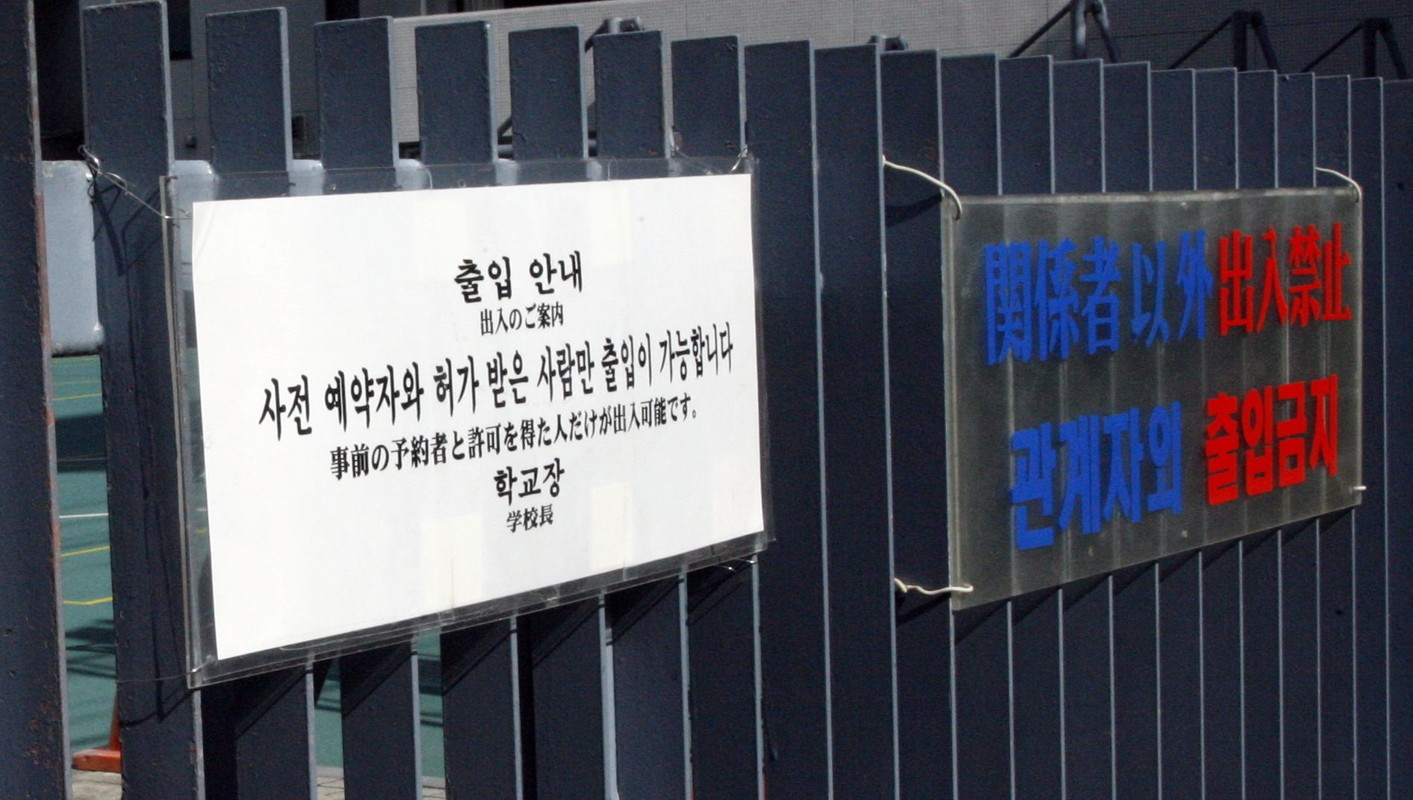 출입 안내
出入のご案内
사전 예약자와 허가 받은 사람만 출입이 가능합니다
事前の予約者と許可を得た人だけが出入可能です。
학교장
学校長
関係者以外出入禁止
관계자외 출입금지